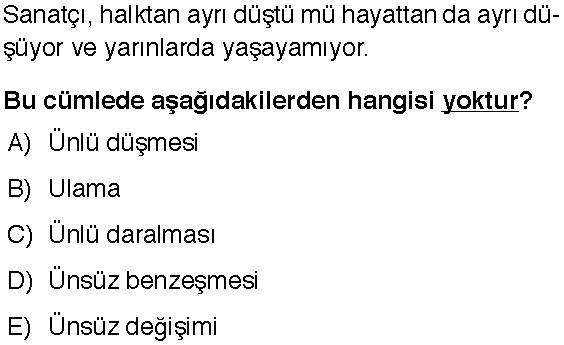 Sanatçı, halktan ayrı düştü mü hayattan da ayrı dü-
şüyor ve yarınlarda yaşayamıyor.
Bu cümlede aşağıdakilerden hangisi yoktur?
A) Ünlü düşmesi
B) Ulama
C) Ünlü daralması
D) Ünsüz benzeşmesi
E) Ünsüz değişimi